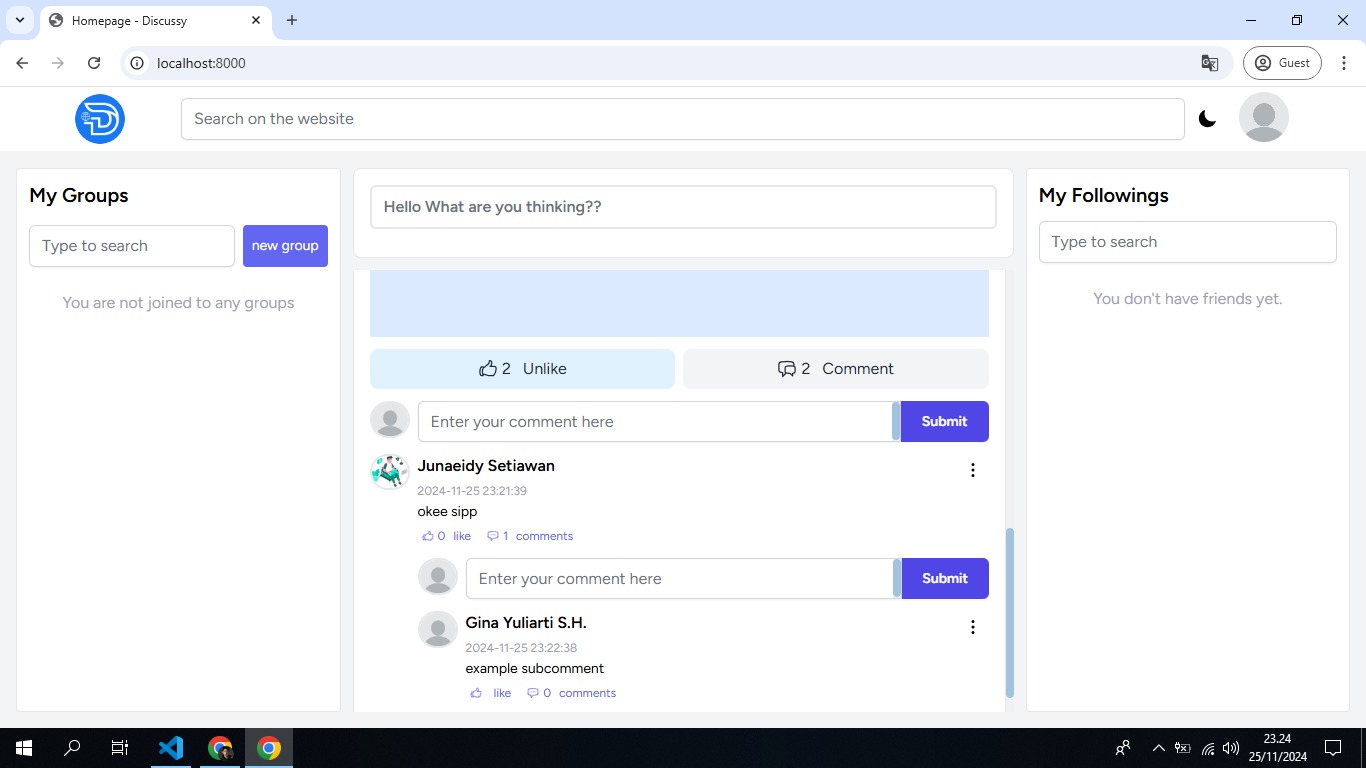 Homepage - Discussy
localhost:8000
Guest
Search on the website
My Groups
Type to search
new group
You are not joined to any groups
Hello What are you thinking??
2 Unlike
2 Comment
Enter your comment here
Submit
Junaeidy Setiawan
2024-11-25 23:21:39
okee sipp
0 like
1 comments
Enter your comment here
Submit
Gina Yuliarti S.H.
2024-11-25 23:22:38
example subcomment
like
0 comments
My Followings
Type to search
You don't have friends yet.
23.24
25/11/2024